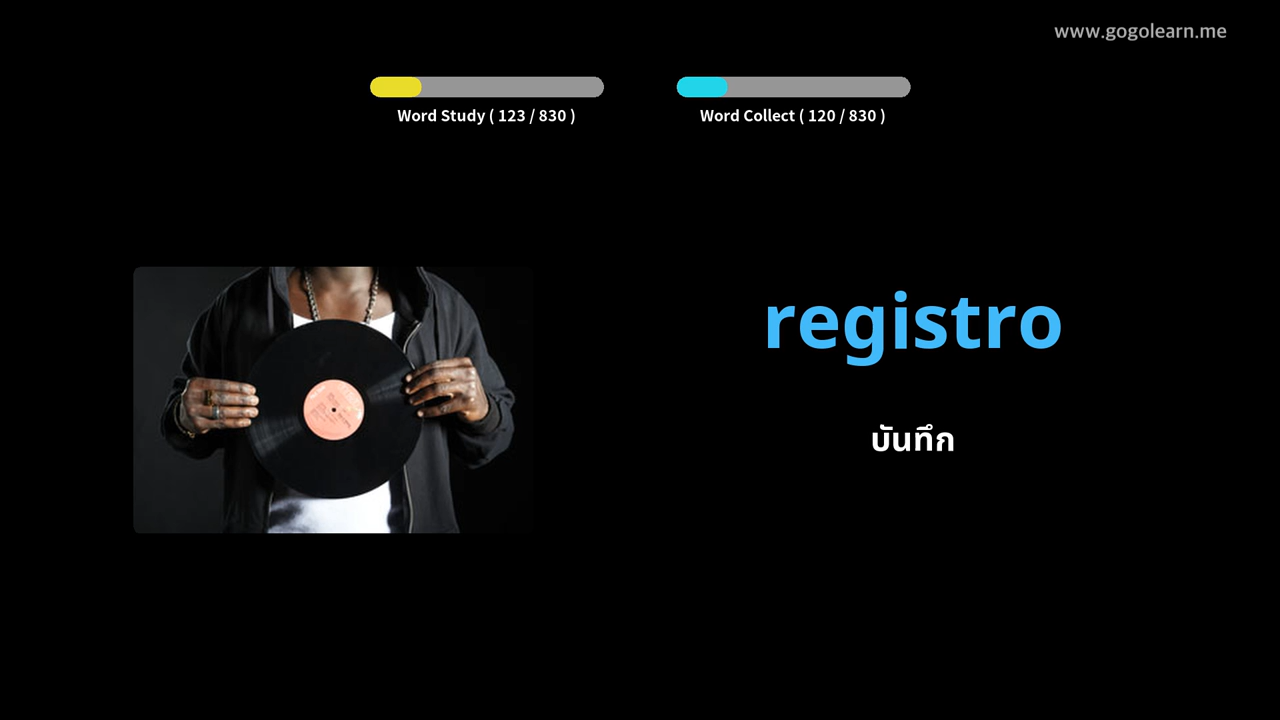 www.gogolearn.me
Word Study ( 123 / 830 )
Word Collect ( 120 / 830 )
registro
บันทึก